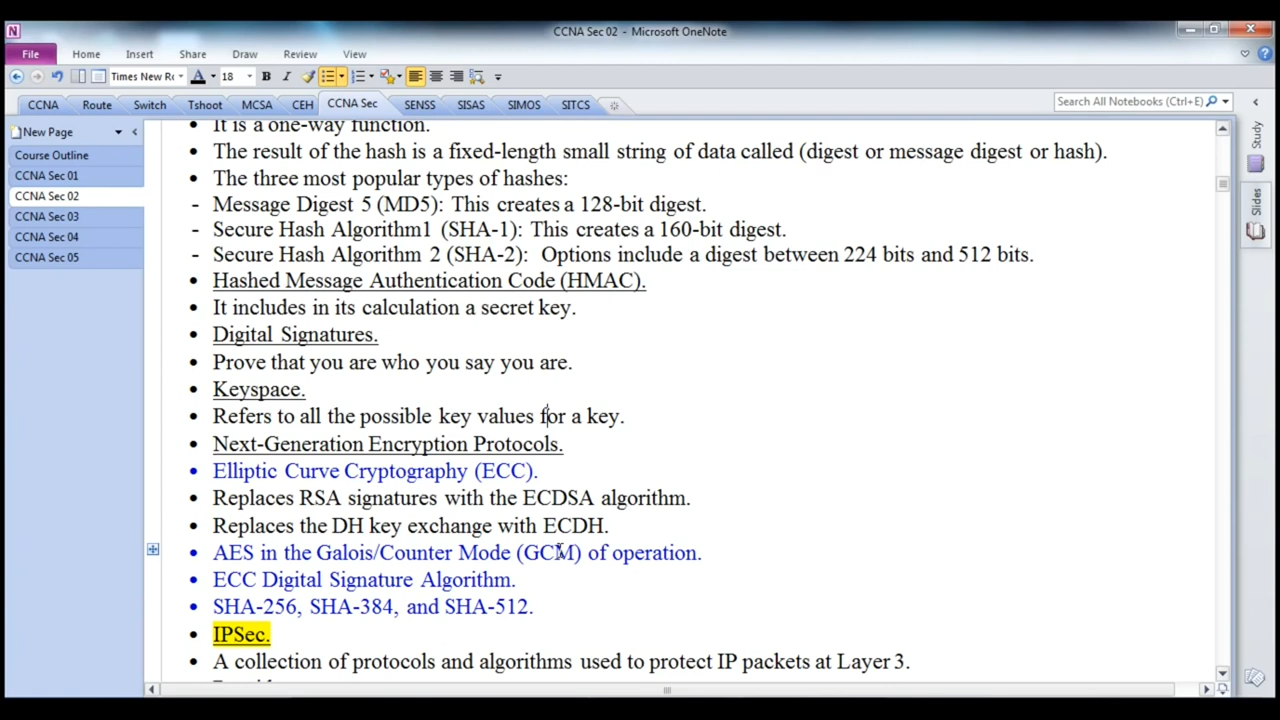 CCNA Sec 02 - Microsoft OneNote
File Home Insert Share Draw Review View
Times New Ro 18 B I
CCNA Route Switch Tshoot MCSA CEH CCNA Sec SENSS SISAS SIMOS SITCS
Search All Notebooks (Ctrl+E)
New Page
Course Outline
CCNA Sec 01
CCNA Sec 02
CCNA Sec 03
CCNA Sec 04
CCNA Sec 05
• It is a one-way function.
• The result of the hash is a fixed-length small string of data called (digest or message digest or hash).
• The three most popular types of hashes:
- Message Digest 5 (MD5): This creates a 128-bit digest.
- Secure Hash Algorithm1 (SHA-1): This creates a 160-bit digest.
- Secure Hash Algorithm 2 (SHA-2): Options include a digest between 224 bits and 512 bits.
• Hashed Message Authentication Code (HMAC).
• It includes in its calculation a secret key.
• Digital Signatures.
• Prove that you are who you say you are.
• Keyspace.
• Refers to all the possible key values for a key.
• Next-Generation Encryption Protocols.
• Elliptic Curve Cryptography (ECC).
• Replaces RSA signatures with the ECDSA algorithm.
• Replaces the DH key exchange with ECDH.
• AES in the Galois/Counter Mode (GCM) of operation.
• ECC Digital Signature Algorithm.
• SHA-256, SHA-384, and SHA-512.
• IPSec.
• A collection of protocols and algorithms used to protect IP packets at Layer 3.
Study
Slides